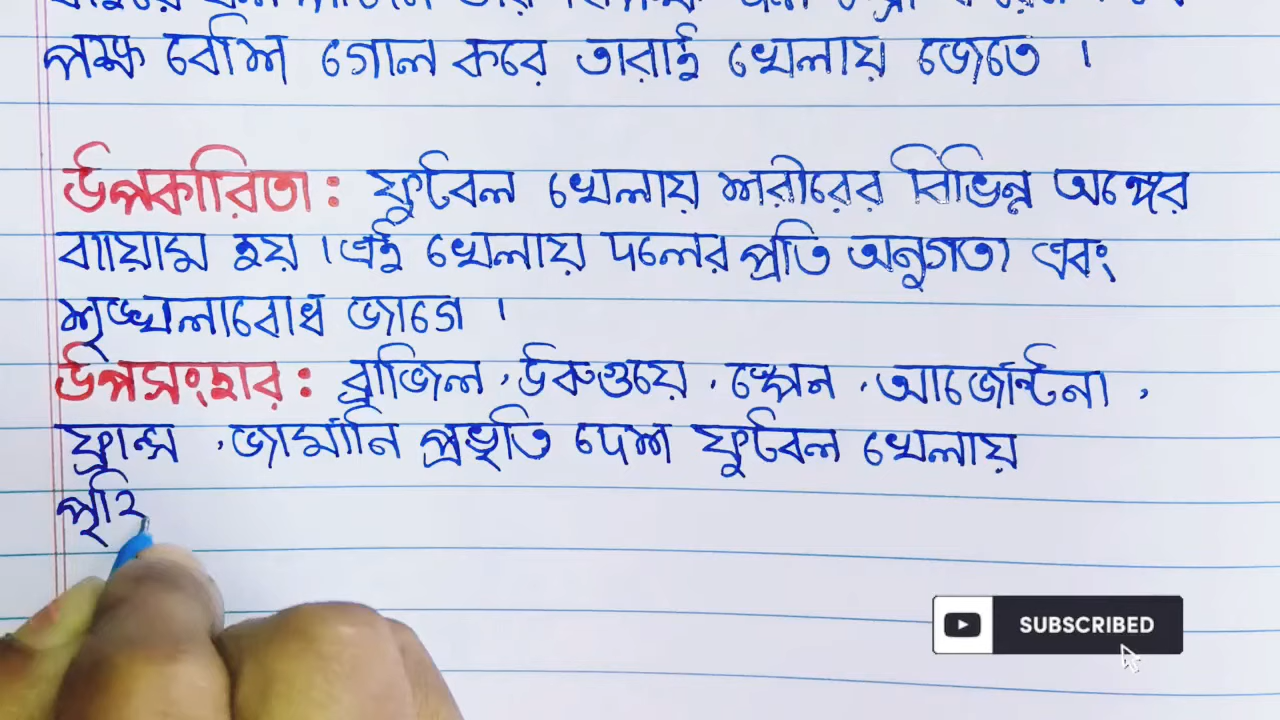 পক্ষ বেশি গোল করে তারাই খেলায় জেতে ।
উপকারিতা : ফুটবল খেলায় শরীরের বিভিন্ন অঙ্গের
ব্যায়াম হয় । এই খেলায় দলের প্রতি অনুগত্য এবং
শৃঙ্খলাবোধ জাগে ।
উপসংহার : ব্রাজিল , উরুগুয়ে , স্পেন , আর্জেন্টিনা ,
ফ্রান্স , জার্মানি প্রভৃতি দেশ ফুটবল খেলায়
SUBSCRIBED